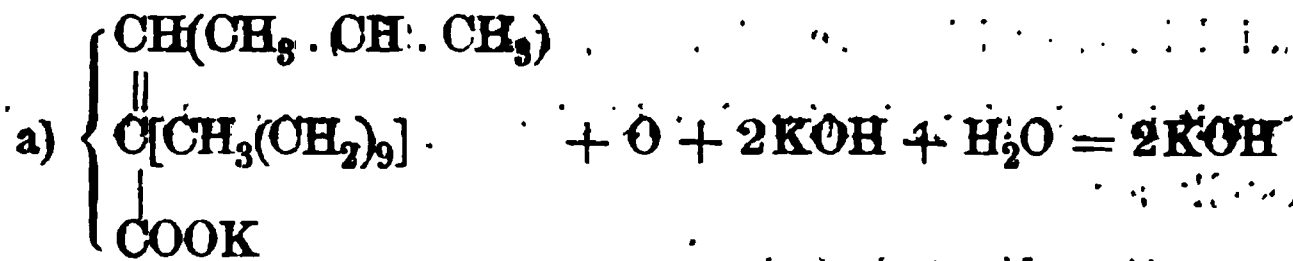 CH(CH₃ . CH . CH₃)
||
a) C[CH₃(CH₂)₉] + O + 2KOH + H₂O = 2KOH
|
COOK